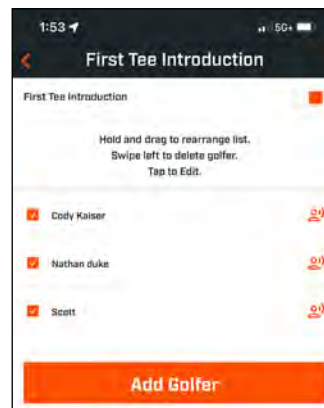 1:53
5G+
First Tee Introduction
First Tee Introduction
Hold and drag to rearrange list.
Swipe left to delete golfer.
Tap to Edit.
Cody Kaiser
Nathan duke
Scott
Add Golfer